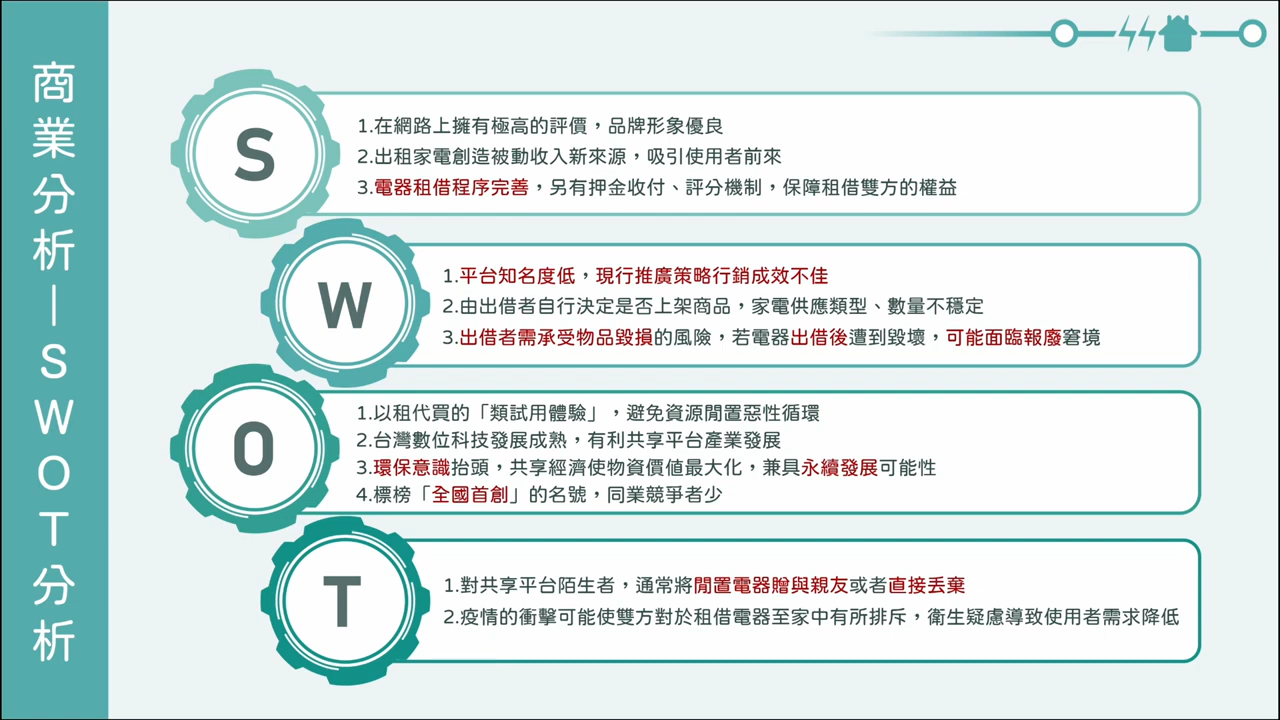 商業分析|SWOT分析
S
1.在網路上擁有極高的評價，品牌形象優良
2.出租家電創造被動收入新來源，吸引使用者前來
3.電器租借程序完善，另有押金收付、評分機制，保障租借雙方的權益
W
1.平台知名度低，現行推廣策略行銷成效不佳
2.由出借者自行決定是否上架商品，家電供應類型、數量不穩定
3.出借者需承受物品毀損的風險，若電器出借後遭到毀壞，可能面臨報廢窘境
O
1.以租代買的「類試用體驗」，避免資源閒置惡性循環
2.台灣數位科技發展成熟，有利共享平台產業發展
3.環保意識抬頭，共享經濟使物資價值最大化，兼具永續發展可能性
4.標榜「全國首創」的名號，同業競爭者少
T
1.對共享平台陌生者，通常將閒置電器贈與親友或者直接丟棄
2.疫情的衝擊可能使雙方對於租借電器至家中有所排斥，衛生疑慮導致使用者需求降低